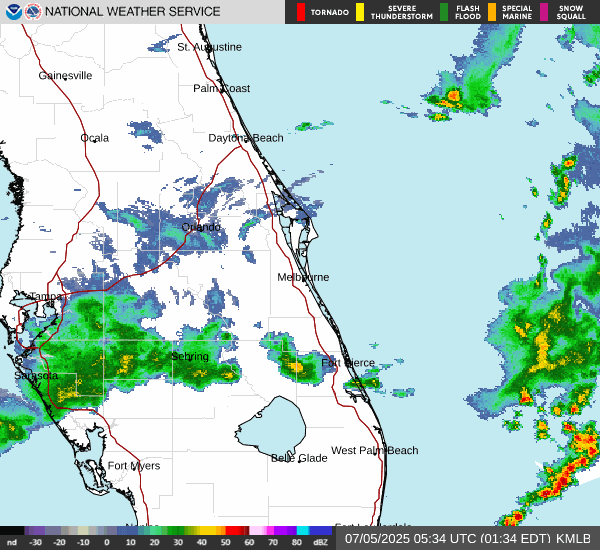 NATIONAL WEATHER SERVICE
TORNADO
SEVERE THUNDERSTORM
FLASH FLOOD
SPECIAL MARINE
SNOW SQUALL
St. Augustine
Gainesville
Palm Coast
Ocala
Daytona Beach
Orlando
Melbourne
Tampa
Sebring
Fort Pierce
Sarasota
West Palm Beach
Belle Glade
Fort Myers
Fort Lauderdale
nd -30 -20 -10 0 10 20 30 40 50 60 70 80 dBZ
07/05/2025 05:34 UTC (01:34 EDT) KMLB